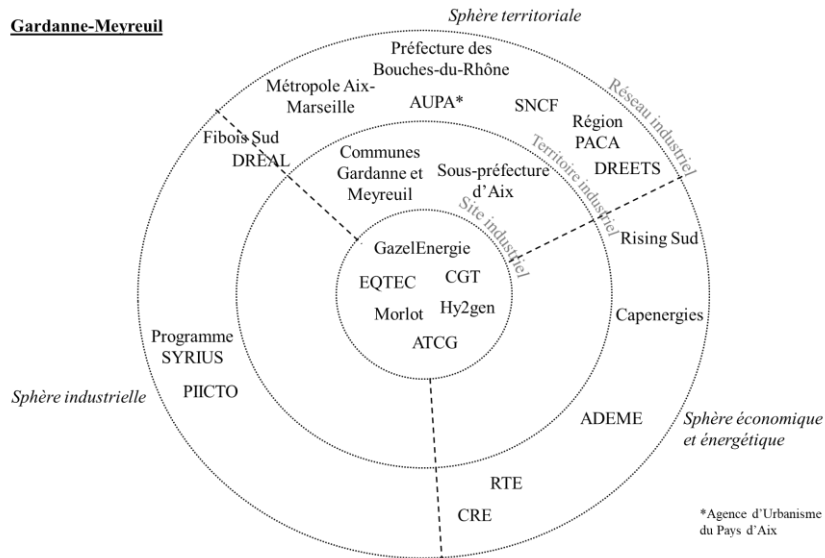 Gardanne-Meyreuil
Sphère territoriale
Préfecture des
Bouches-du-Rhône
Métropole Aix-
Marseille
AUPA*
SNCF
Région
PACA
DREETS
Réseau industriel
Fibois Sud
DREAL
Communes
Gardanne et
Meyreuil
Sous-préfecture
d'Aix
Territoire industriel
Site industriel
GazelEnergie
EQTEC
CGT
Morlot
Hy2gen
ATCG
Rising Sud
Capenergies
Programme
SYRIUS
PIICTO
Sphère industrielle
ADEME
Sphère économique
et énergétique
RTE
CRE
*Agence d'Urbanisme
du Pays d'Aix